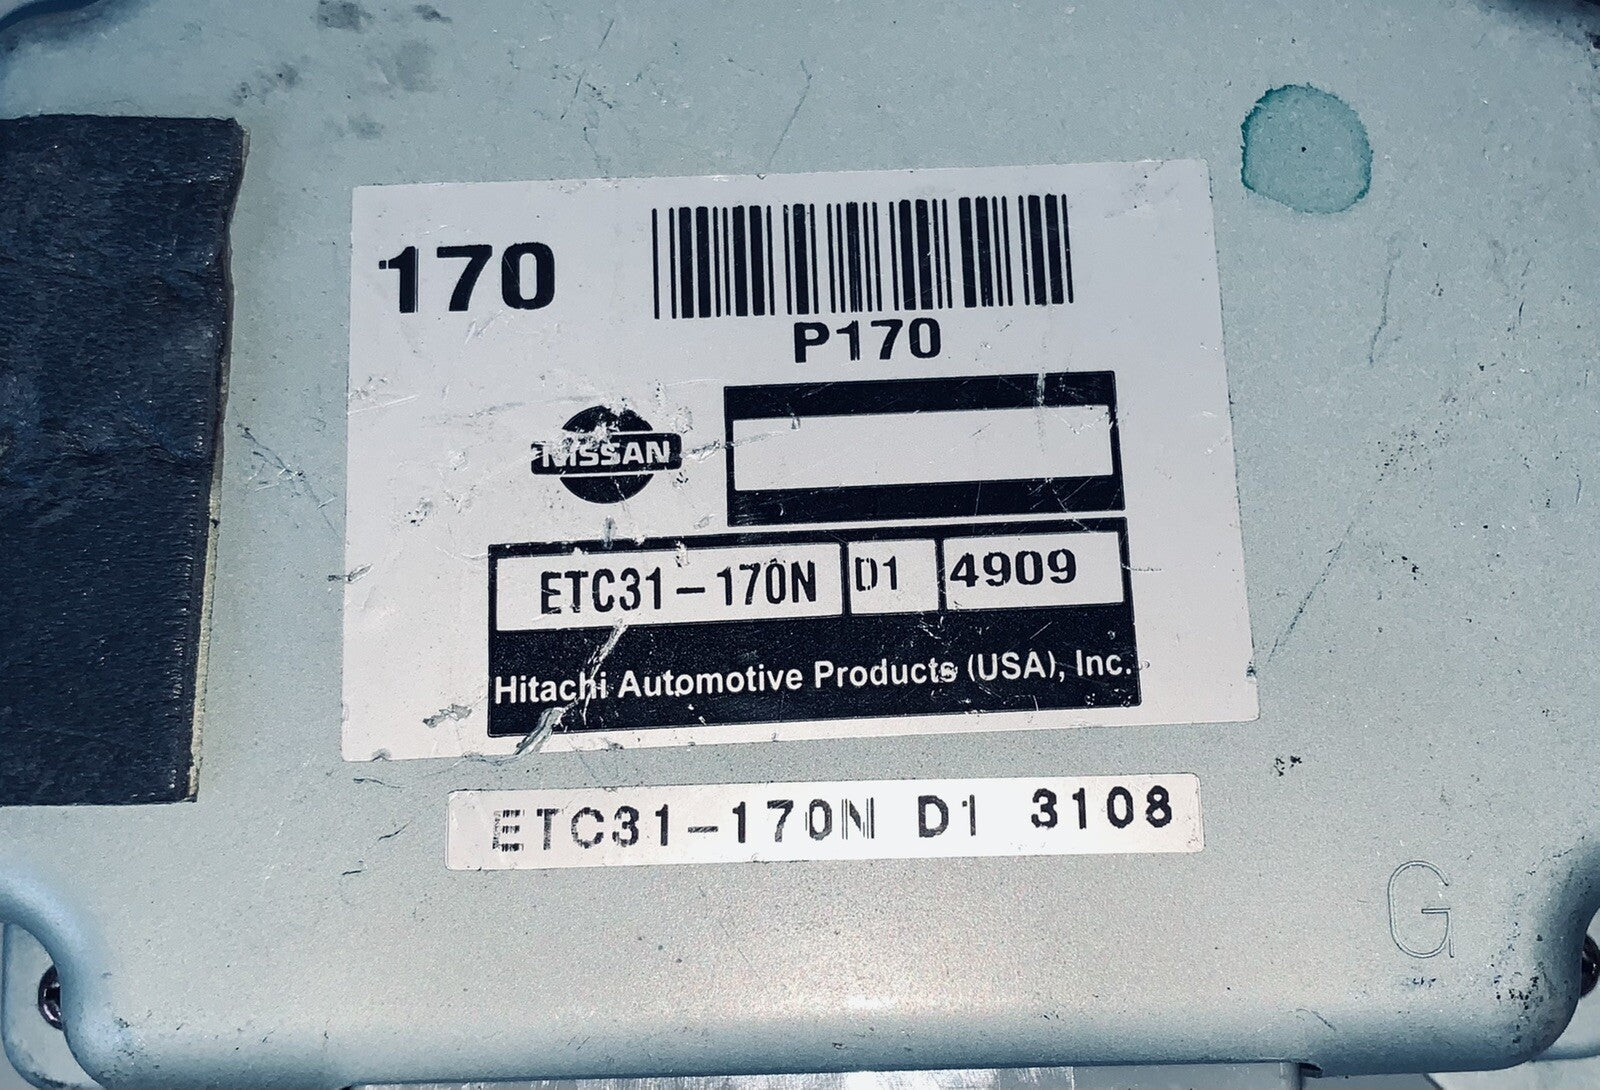 170
P170
NISSAN
ETC31-170N D1 4909
Hitachi Automotive Products (USA), Inc.
ETC31-170N D1 3108
G